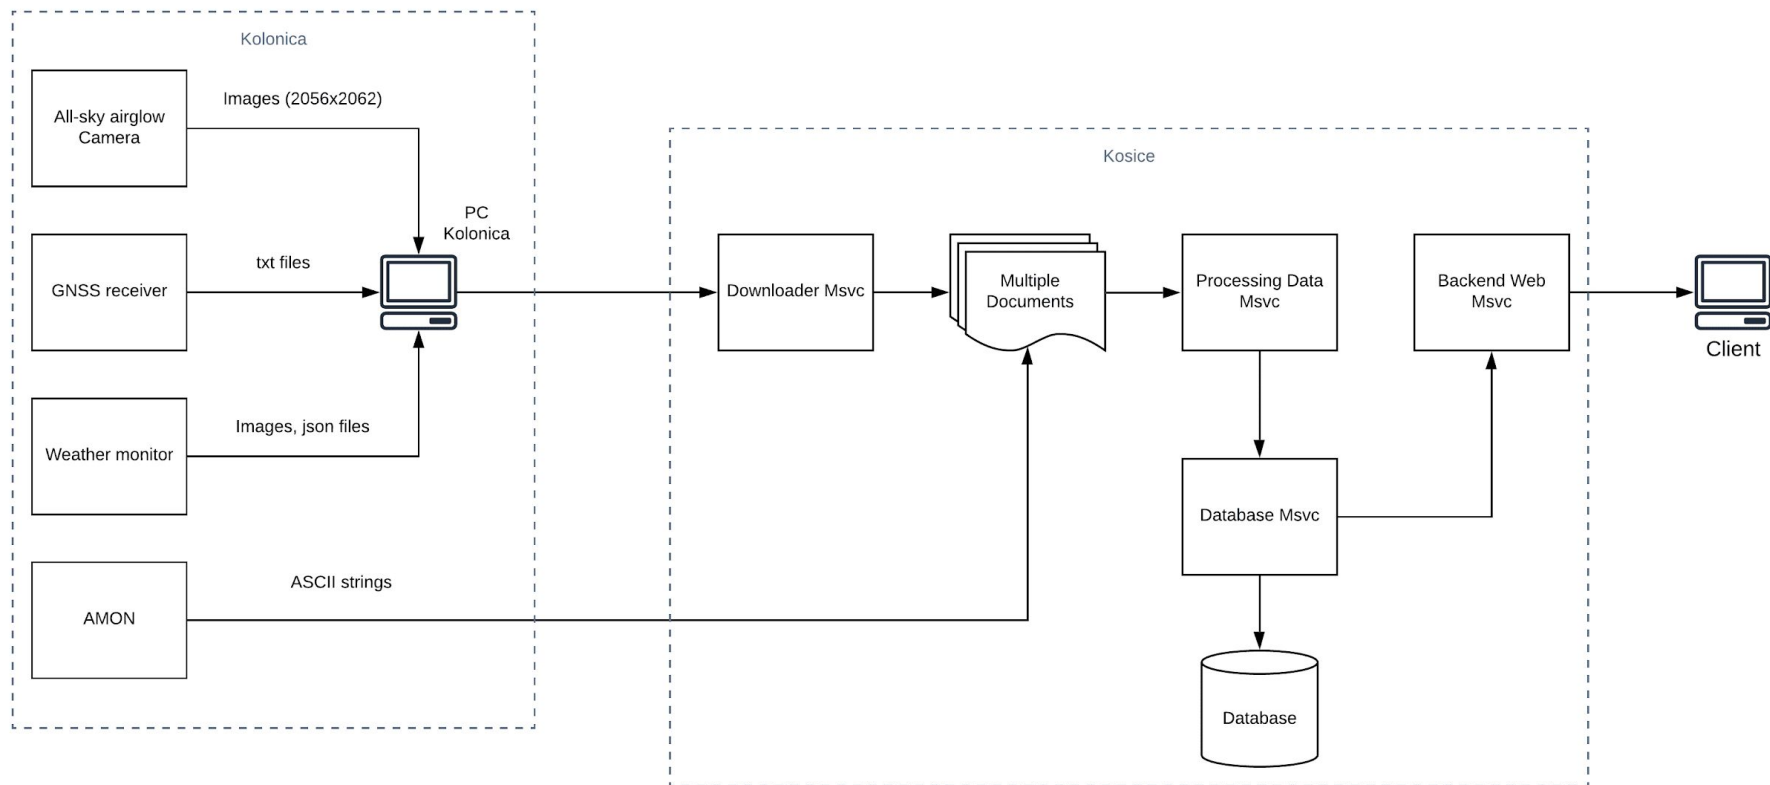 Kolonica
All-sky airglow
Camera
Images (2056x2062)
PC
Kolonica
GNSS receiver
txt files
Weather monitor
Images, json files
AMON
ASCII strings
Kosice
Downloader Msvc
Multiple
Documents
Processing Data
Msvc
Backend Web
Msvc
Database Msvc
Database
Client